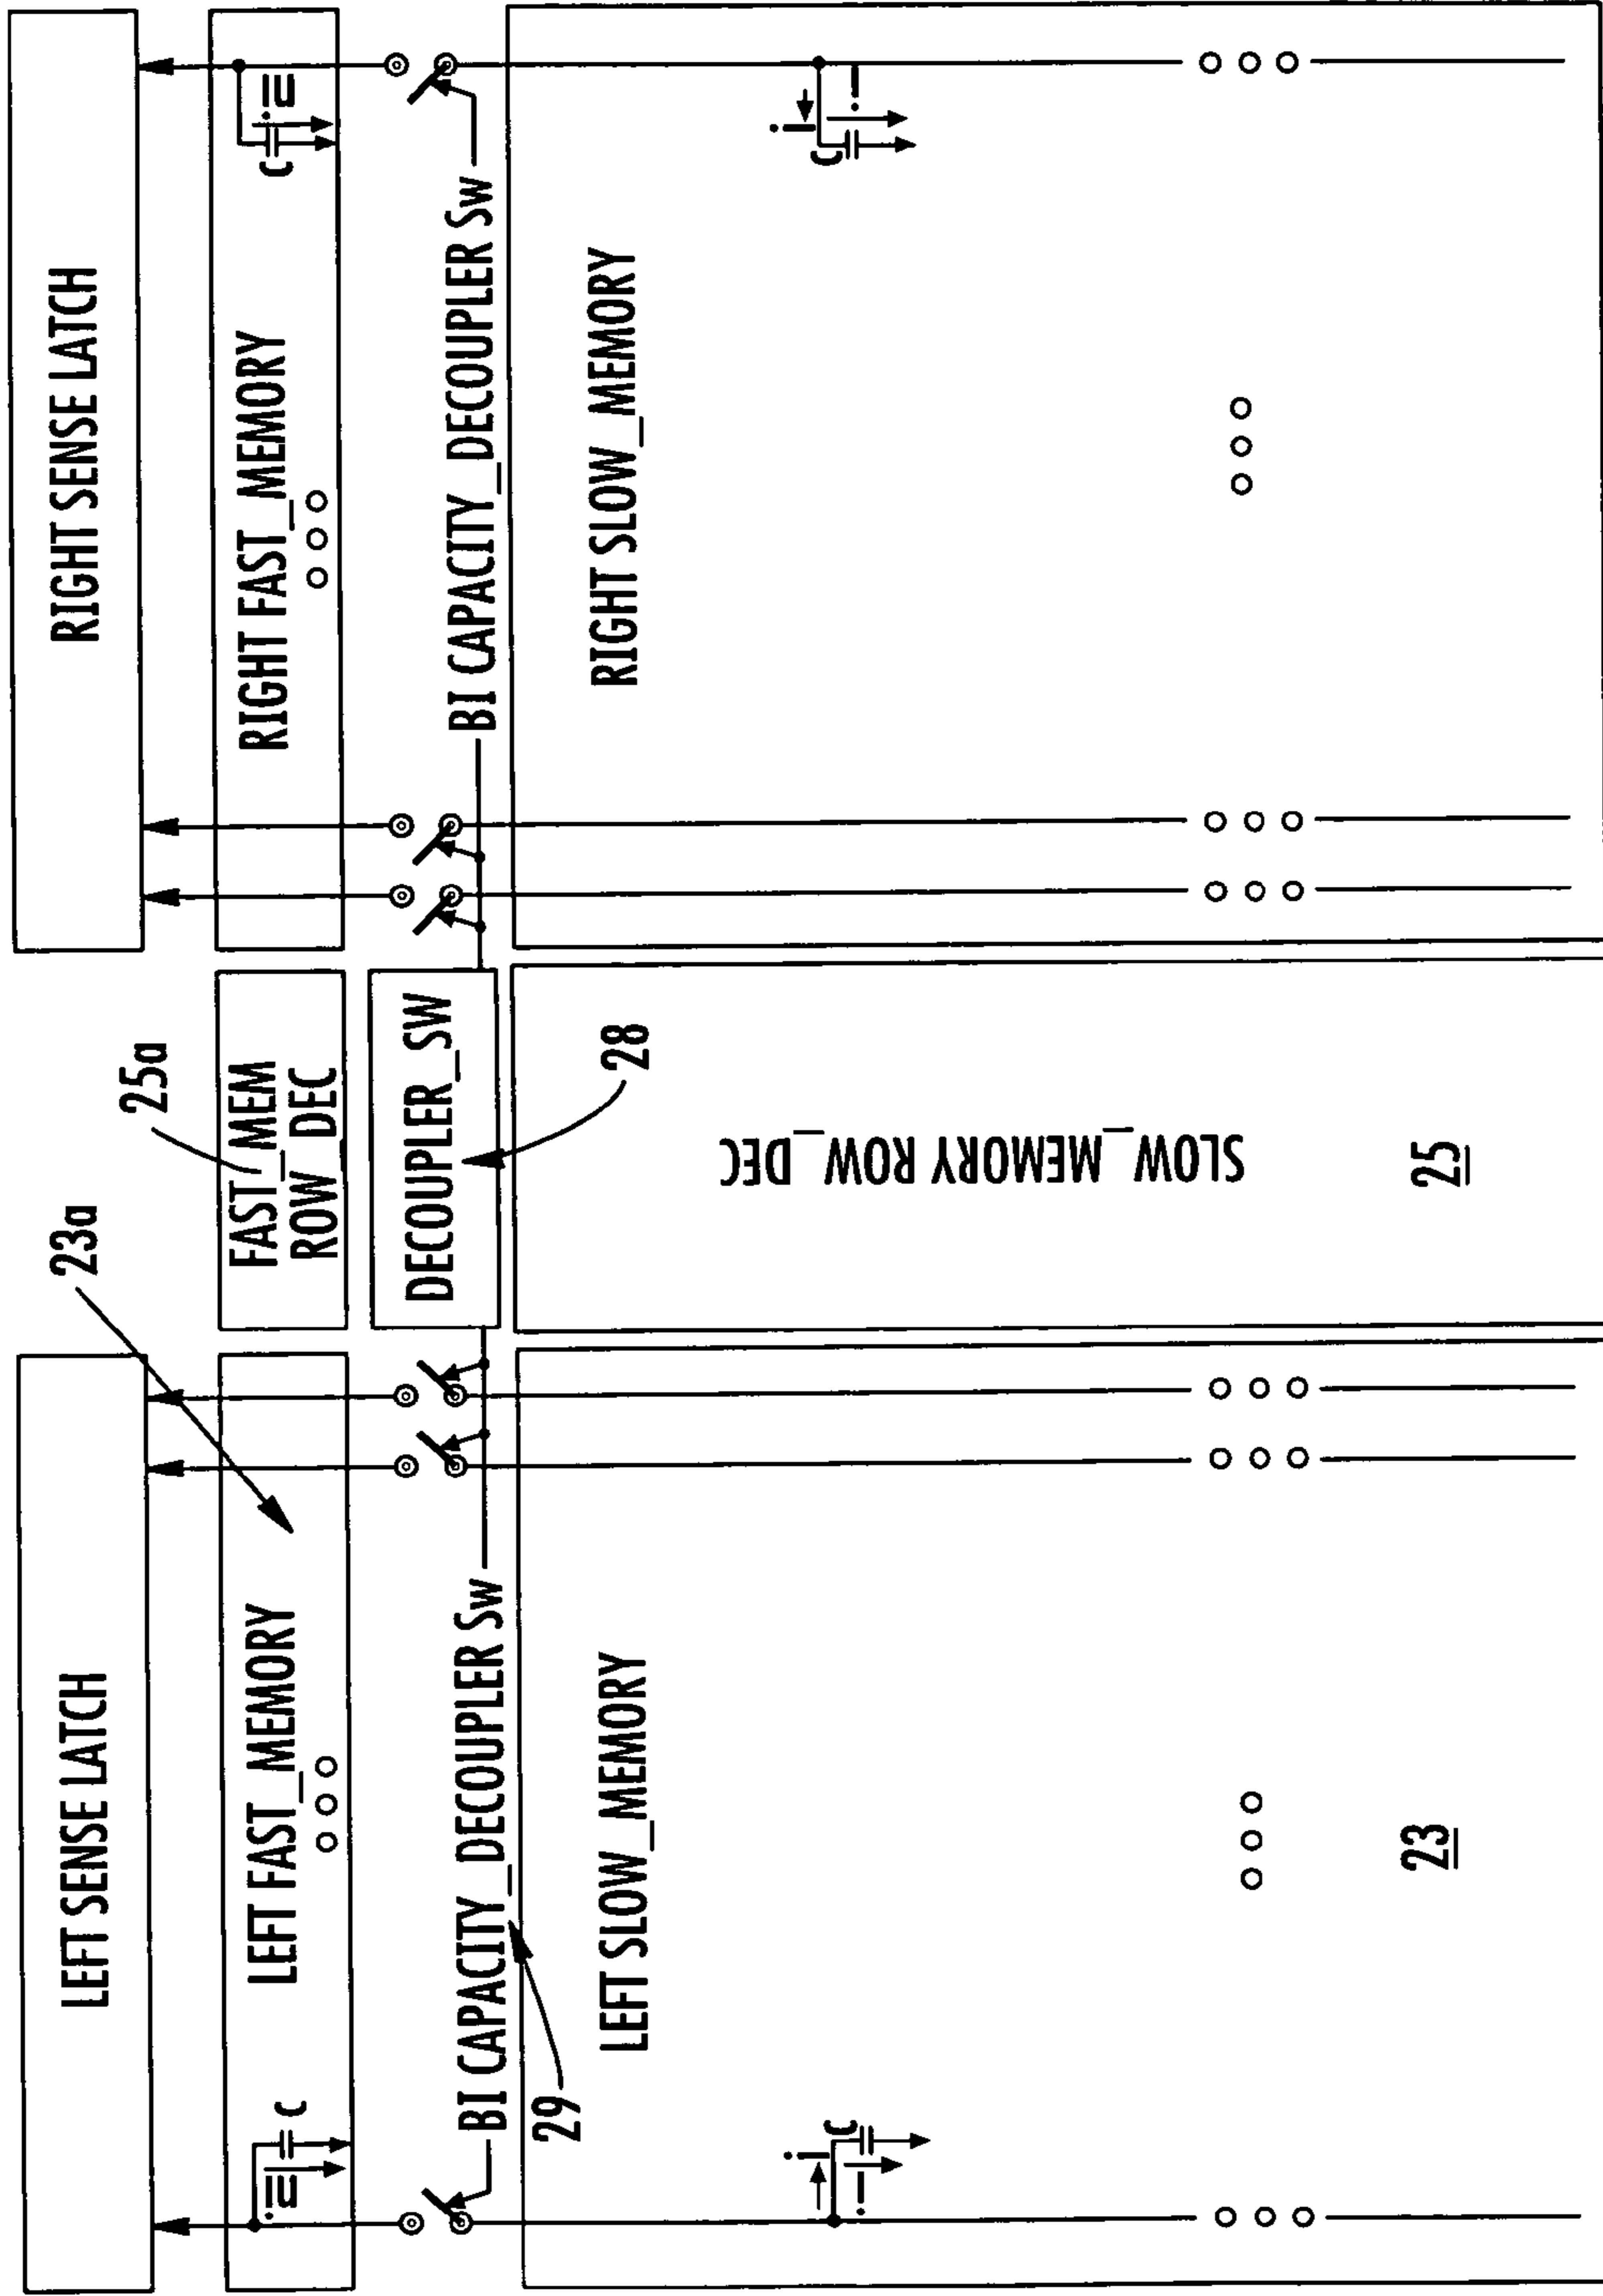 LEFT SENSE LATCH
RIGHT SENSE LATCH
23a
25a
LEFT FAST_MEMORY
FAST_MEM
ROW_DEC
RIGHT FAST_MEMORY
C
C
BI CAPACITY_DECOUPLER SW
DECOUPLER_SW
BI CAPACITY_DECOUPLER SW
29
28
LEFT SLOW_MEMORY
RIGHT SLOW_MEMORY
SLOW_MEMORY ROW_DEC
i
C
i
C
23
25